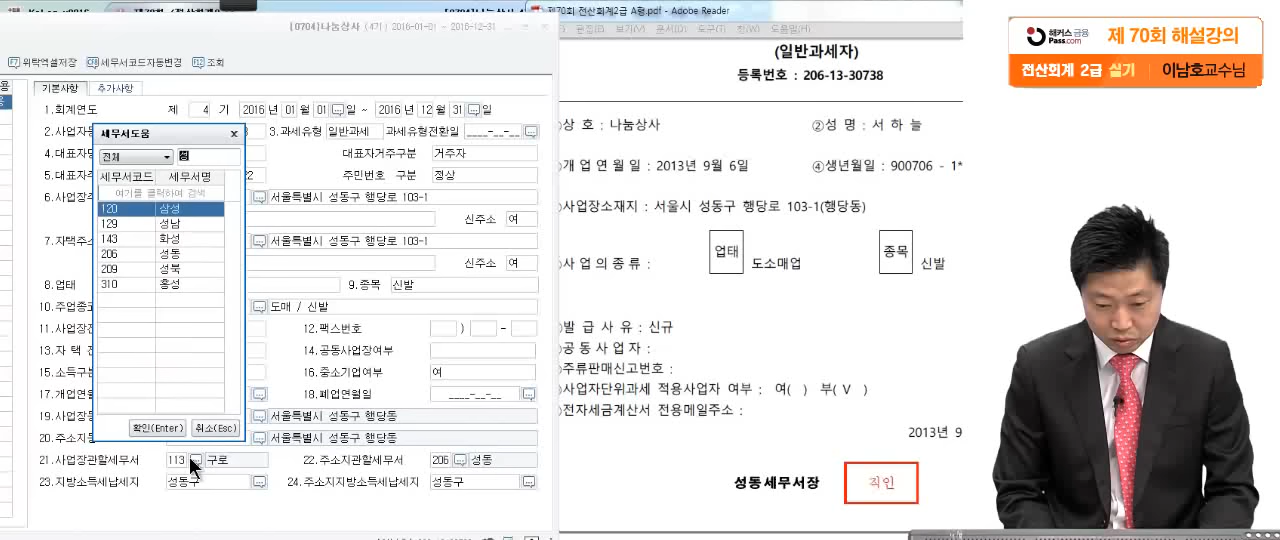 [0704]나눔상사 (4기) 2016-01-01 ~ 2016-12-31
제70회 전산회계2급 A형.pdf - Adobe Reader
편집(E) 보기(V) 문서(D) 도구(T) 창(W) 도움말(H)
F7 위탁엑셀저장 CF8 세무서코드자동변경 F12 조회
기본사항 추가사항
1.회계연도 제 4 기 2016 년 01 월 01 일 ~ 2016 년 12 월 31 일
3.과세유형 일반과세 과세유형전환일 ____-__-__
4.대표자 대표자거주구분 거주자
22 주민번호 구분 정상
6.사업장 서울특별시 성동구 행당로 103-1
신주소 여
7.자택주소 서울특별시 성동구 행당로 103-1
신주소 여
8.업태 9.종목 신발
10.주업종 도매 / 신발
11.사업장 12.팩스번호 ) -
13.자 택 전 14.공동사업장여부
15.소득구 16.중소기업여부 여
17.개업연 18.폐업연월일 ____-__-__
19.사업장 서울특별시 성동구 행당동
20.주소지 서울특별시 성동구 행당동
21.사업장관할세무서 113 구로 22.주소지관할세무서 206 성동
23.지방소득세납세지 성동구 24.주소지지방소득세납세지 성동구
세무서도움 x
전체 성
세무서코드 세무서명
여기를 클릭하여 검색
120 삼성
129 성남
143 화성
206 성동
209 성북
310 홍성
확인(Enter) 취소(Esc)
(일반과세자)
등록번호 : 206-13-30738
상 호 : 나눔상사 ②성 명 : 서 하 늘
개 업 연 월 일 : 2013년 9월 6일 ④생년월일 : 900706 - 1*
사업장소재지 : 서울시 성동구 행당로 103-1(행당동)
사 업 의 종 류 : 업태 도소매업 종목 신발
발 급 사 유 : 신규
공 동 사 업 자 :
주류판매신고번호 :
사업자단위과세 적용사업자 여부 : 여( ) 부( V )
전자세금계산서 전용메일주소 :
2013년 9
성동세무서장 직인
해커스 금융 Pass.com 제 70회 해설강의
전산회계 2급 실기 이남호교수님